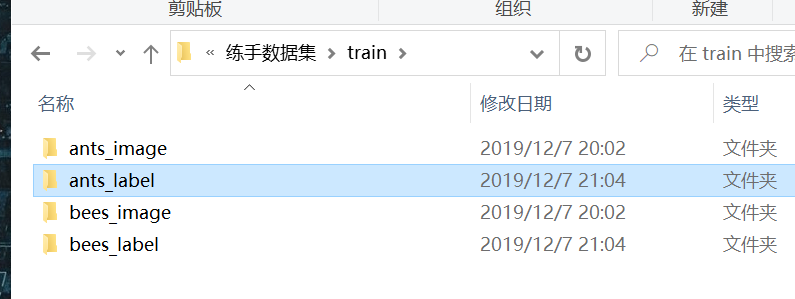 剪贴板 组织 新建
« 练手数据集 > train > 在 train 中搜索
名称 修改日期 类型
ants_image 2019/12/7 20:02 文件夹
ants_label 2019/12/7 21:04 文件夹
bees_image 2019/12/7 20:02 文件夹
bees_label 2019/12/7 21:04 文件夹